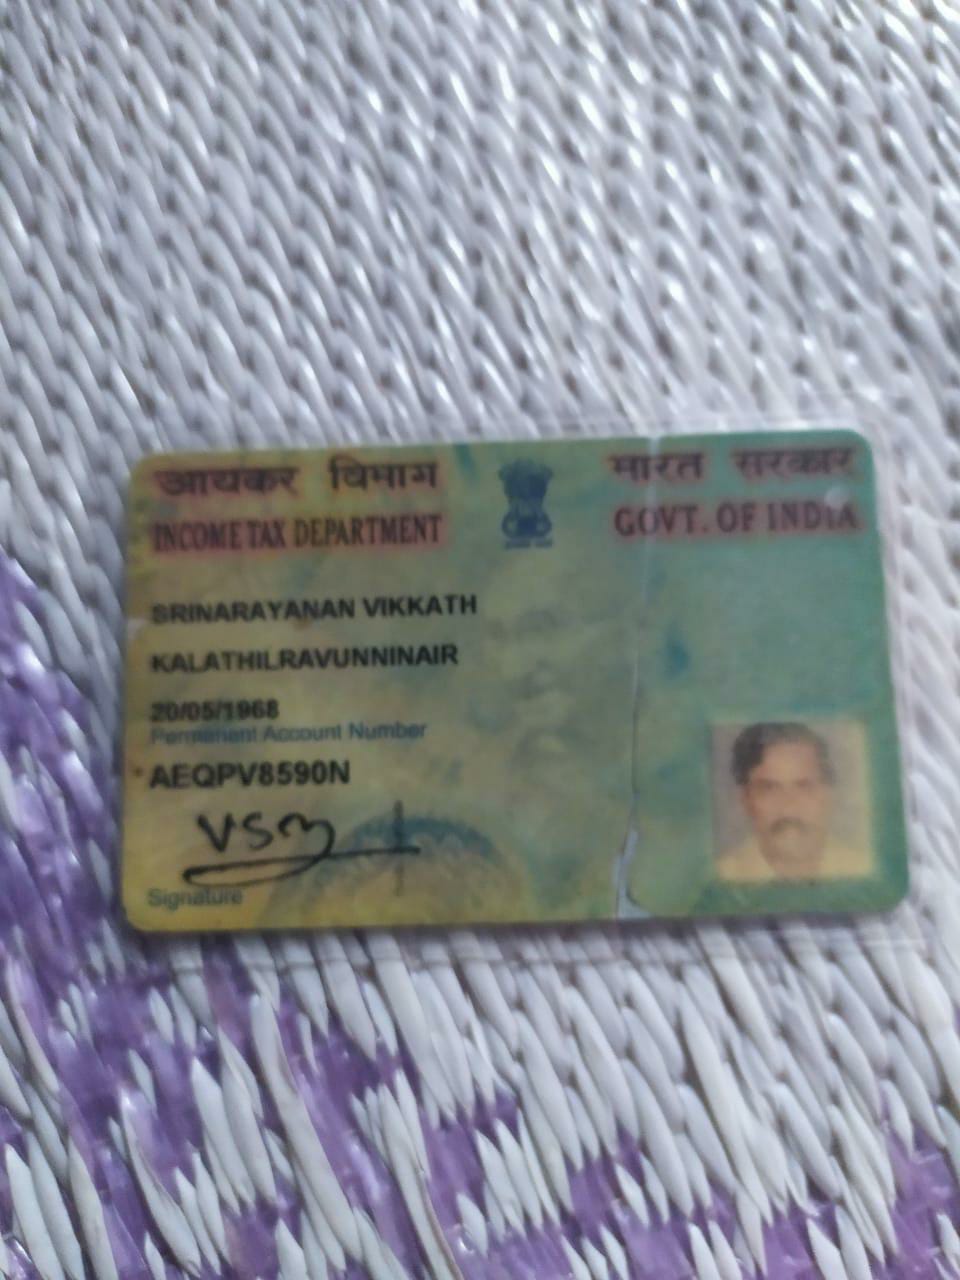 आयकर विभाग
INCOME TAX DEPARTMENT
भारत सरकार
GOVT. OF INDIA
SRINARAYANAN VIKKATH
KALATHILRAVUNNINAIR
20/05/1968
Permanent Account Number
AEQPV8590N
VSM
Signature